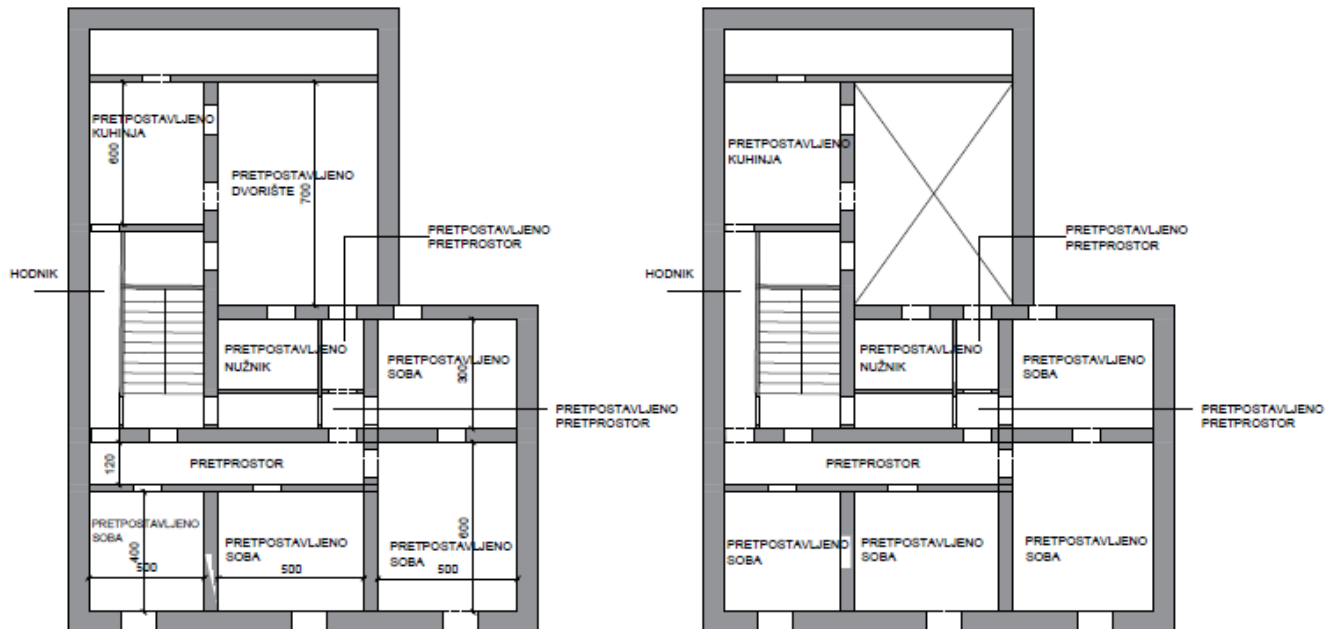 PRETPOSTAVLJENO
KUHINJA
600
PRETPOSTAVLJENO
DVORIŠTE
700
PRETPOSTAVLJENO
PRETPROSTOR
HODNIK
PRETPOSTAVLJENO
NUŽNIK
PRETPOSTAVLJENO
SOBA
300
PRETPOSTAVLJENO
PRETPROSTOR
120
PRETPROSTOR
PRETPOSTAVLJENO
SOBA
400
500
PRETPOSTAVLJENO
SOBA
500
600
PRETPOSTAVLJENO
SOBA
500
PRETPOSTAVLJENO
KUHINJA
PRETPOSTAVLJENO
PRETPROSTOR
HODNIK
PRETPOSTAVLJENO
NUŽNIK
PRETPOSTAVLJENO
SOBA
PRETPOSTAVLJENO
PRETPROSTOR
PRETPROSTOR
PRETPOSTAVLJENO
SOBA
PRETPOSTAVLJENO
SOBA
PRETPOSTAVLJENO
SOBA